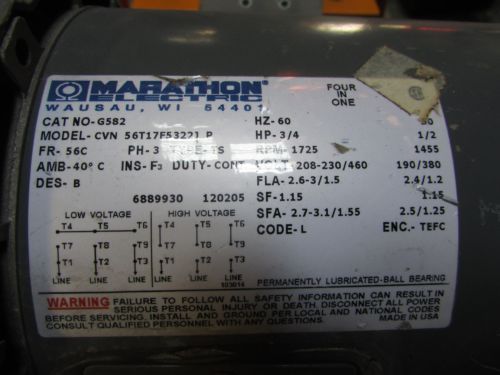 MARATHON
ELECTRIC
WAUSAU, WI 54401
FOUR
IN
ONE
CAT NO- G582 HZ- 60
MODEL- CVN 56T17F53221 P HP- 3/4 1/2
FR- 56C PH- 3 TYPE- TS RPM- 1725 1455
AMB-40° C INS- F3 DUTY- CONT VOLT- 208-230/460 190/380
DES- B FLA- 2.6-3/1.5 2.4/1.2
6889930 120205 SF- 1.15 1.15
SFA- 2.7-3.1/1.55 2.5/1.25
CODE- L ENC.- TEFC
LOW VOLTAGE HIGH VOLTAGE
T4 T5 T6 T4 T5 T6
T7 T8 T9 T7 T8 T9
T1 T2 T3 T1 T2 T3
LINE LINE LINE LINE LINE LINE
PERMANENTLY LUBRICATED-BALL BEARING
WARNING FAILURE TO FOLLOW ALL SAFETY INFORMATION CAN RESULT IN
SERIOUS PERSONAL INJURY OR DEATH. DISCONNECT ALL POWER
BEFORE SERVICING. INSTALL AND GROUND PER LOCAL AND NATIONAL CODES
CONSULT QUALIFIED PERSONNEL WITH ANY QUESTIONS. MADE IN USA